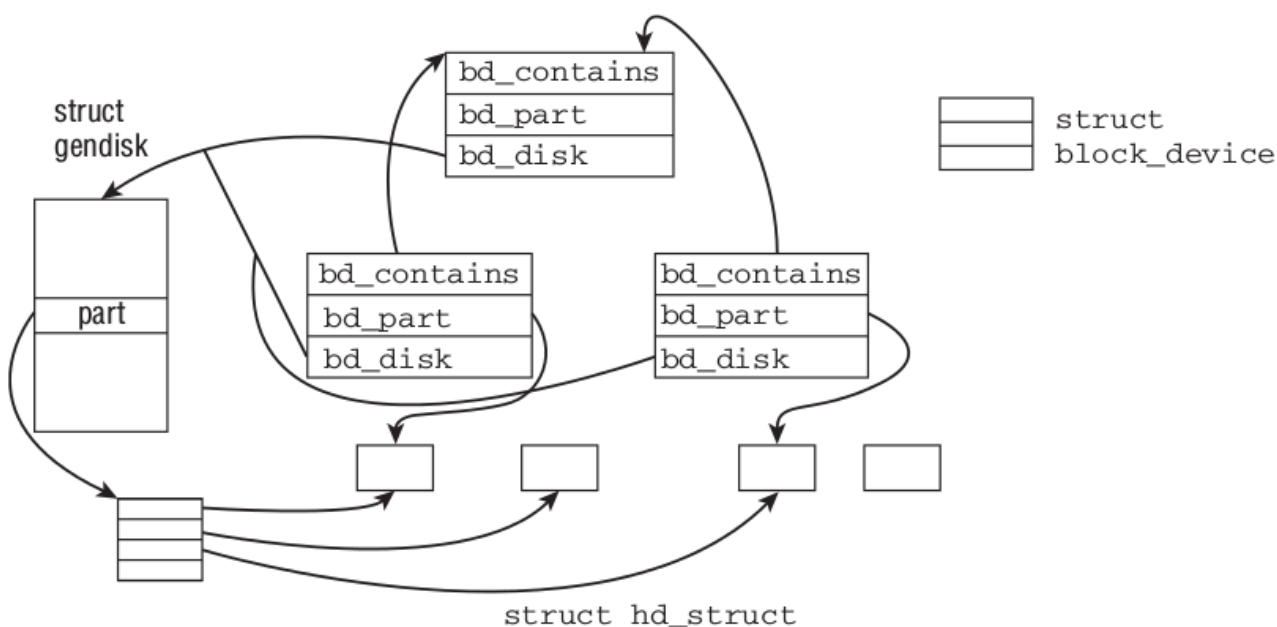 bd_contains
bd_part
bd_disk
struct
gendisk
struct
block_device
part
bd_contains
bd_part
bd_disk
bd_contains
bd_part
bd_disk
struct hd_struct